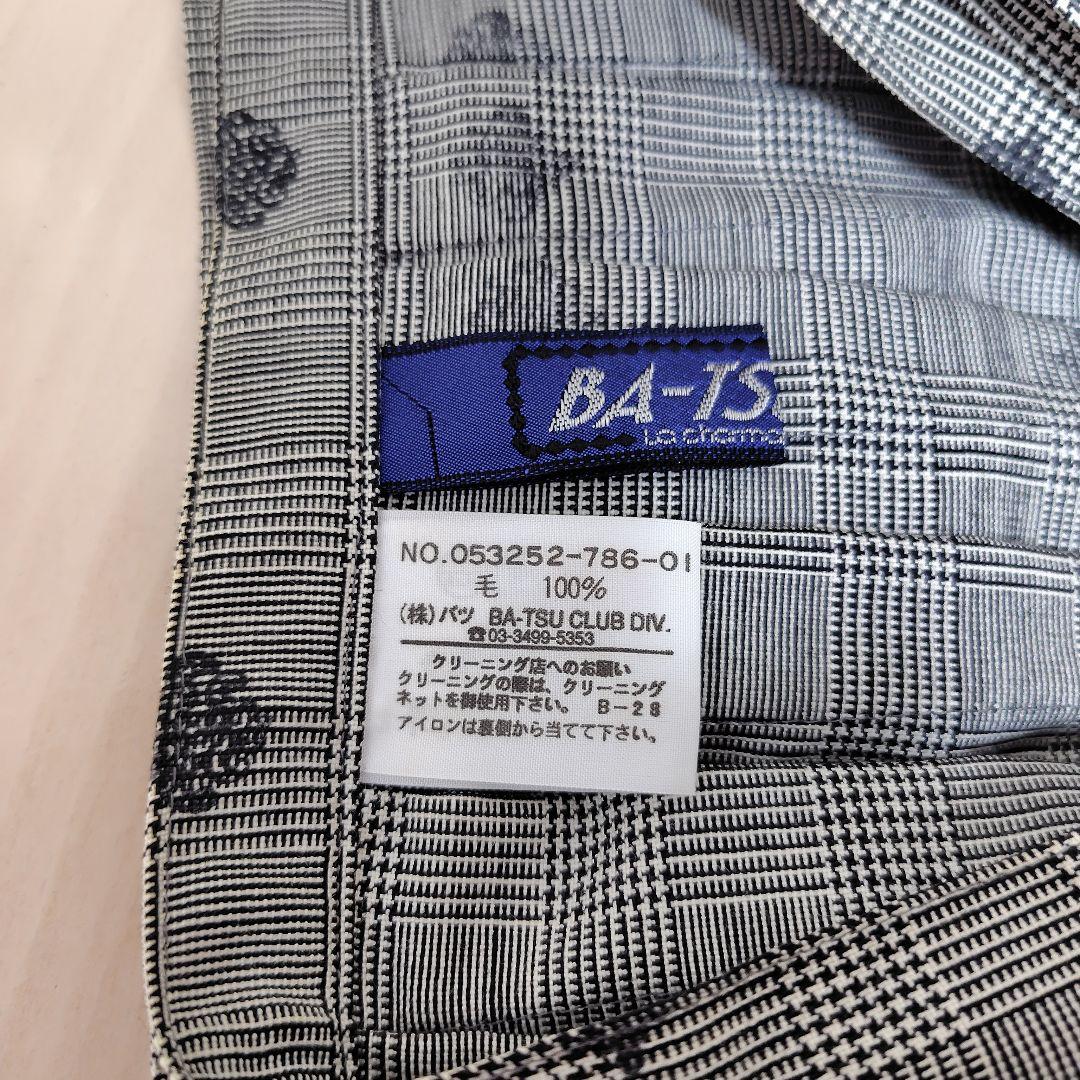 BA-TS
La charme
NO.053252-786-01
毛 100%
(株)バツ BA-TSU CLUB DIV.
☎03-3499-5353
クリーニング店へのお願い
クリーニングの際は、クリーニング
ネットを御使用下さい。 B-28
アイロンは裏側から当てて下さい。